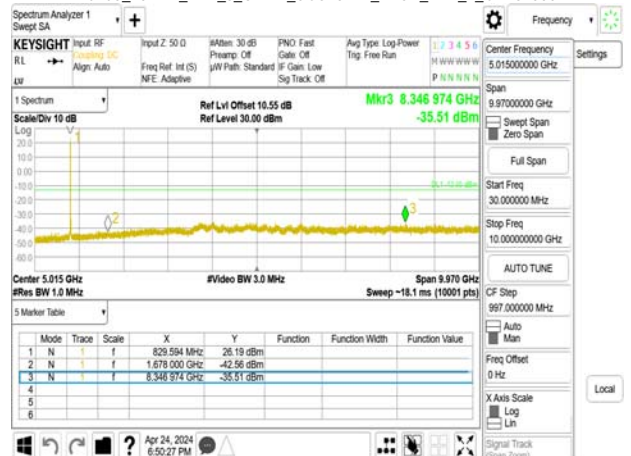 Spectrum Analyzer 1
Swept SA
Frequency
Settings
KEYSIGHT
RL
Input: RF
Coupling: DC
Align: Auto
Input Z: 50 Ω
Freq Ref: Int (S)
NFE: Adaptive
#Atten: 30 dB
Preamp: Off
µW Path: Standard
PNO: Fast
Gate: Off
IF Gain: Low
Sig Track: Off
Avg Type: Log-Power
Trig: Free Run
1 2 3 4 5 6
M W W W W W
P N N N N N
1 Spectrum
Scale/Div 10 dB
Ref Lvl Offset 10.55 dB
Ref Level 30.00 dBm
Mkr3 8.346 974 GHz
-35.51 dBm
Log
20.0
10.0
0.00
-10.0
-20.0
-30.0
-40.0
-50.0
-60.0
1
2
3
Center 5.015 GHz
#Res BW 1.0 MHz
#Video BW 3.0 MHz
Span 9.970 GHz
Sweep ~18.1 ms (10001 pts)
5 Marker Table
Mode Trace Scale X Y Function Function Width Function Value
1 N 1 f 829.594 MHz 26.19 dBm
2 N 1 f 1.678 000 GHz -42.56 dBm
3 N 1 f 8.346 974 GHz -35.51 dBm
4
5
6
?
Apr 24, 2024
6:50:27 PM
Center Frequency
5.015000000 GHz
Span
9.97000000 GHz
Swept Span
Zero Span
Full Span
Start Freq
30.000000 MHz
Stop Freq
10.000000000 GHz
AUTO TUNE
CF Step
997.000000 MHz
Auto
Man
Freq Offset
0 Hz
X Axis Scale
Log
Lin
Signal Track
(Span Zoom)
Local